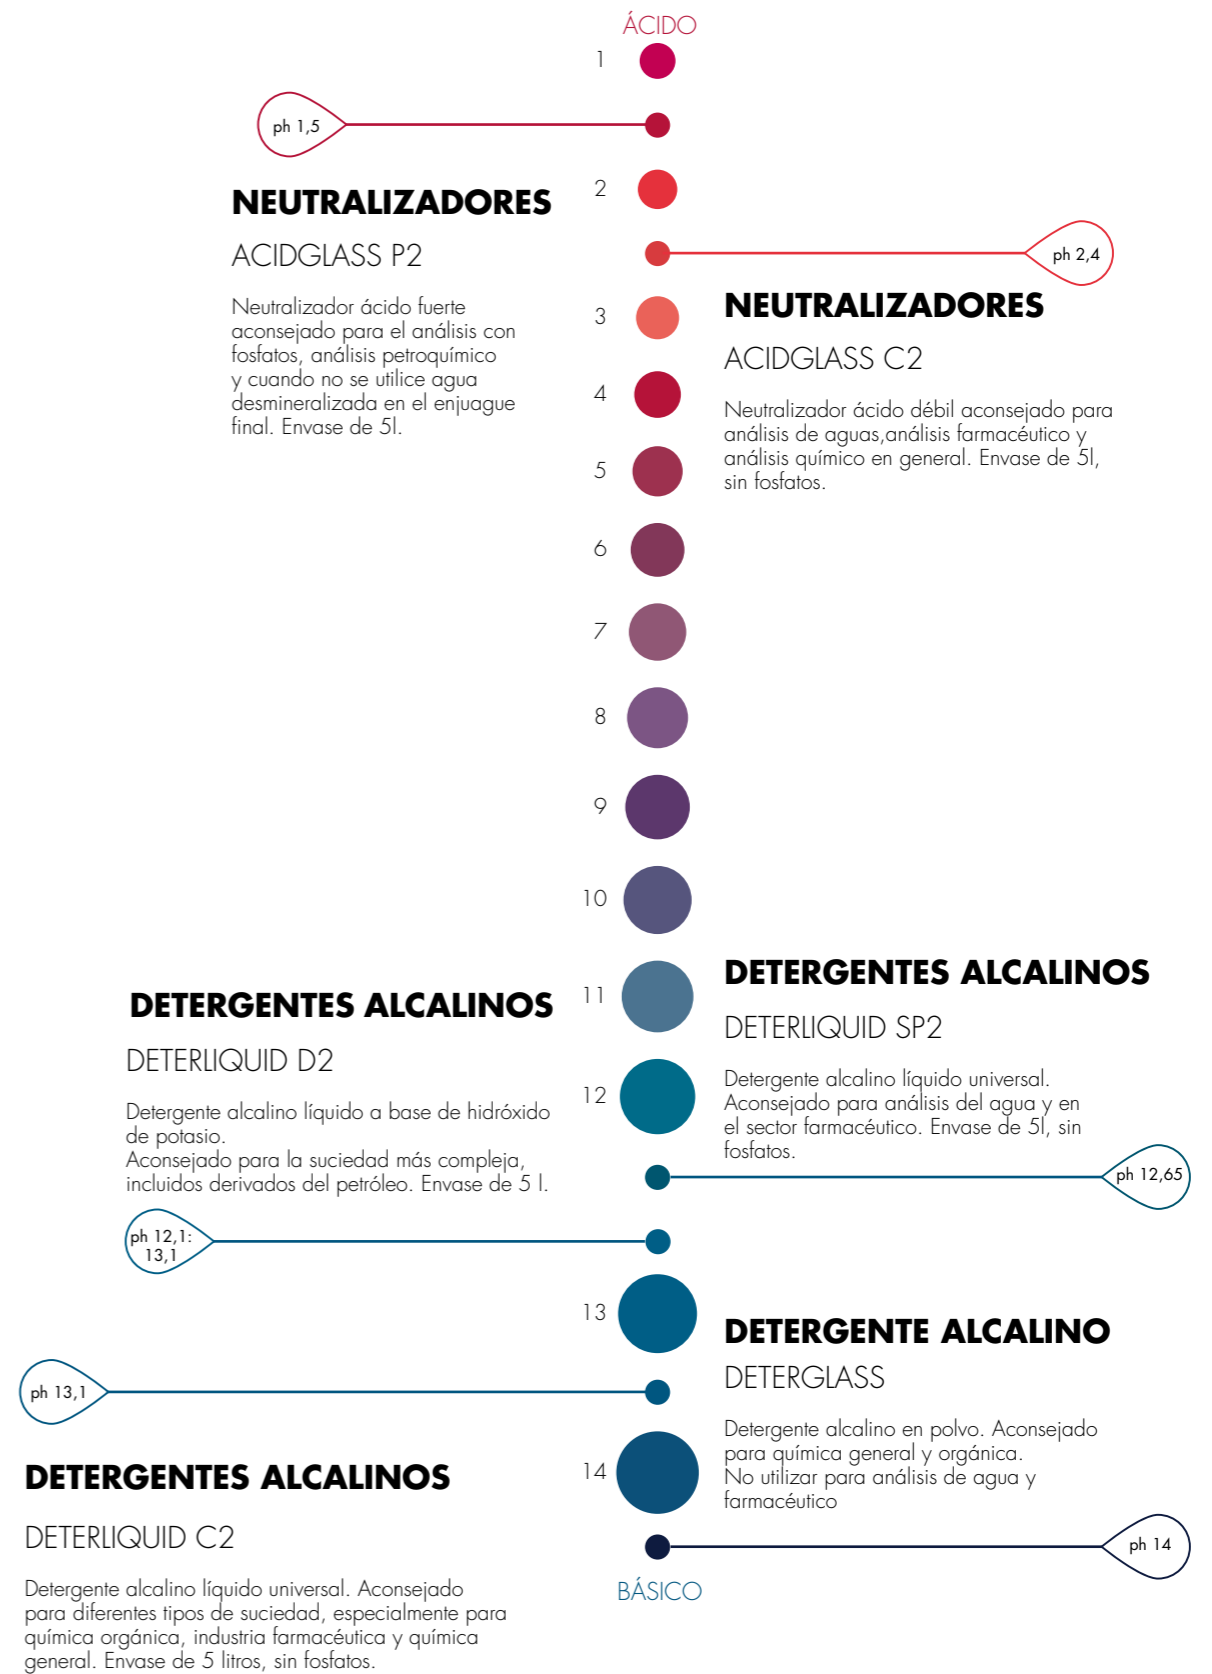 ÁCIDO
1
ph 1,5
2
NEUTRALIZADORES
ACIDGLASS P2
Neutralizador ácido fuerte
aconsejado para el análisis con
fosfatos, análisis petroquímico
y cuando no se utilice agua
desmineralizada en el enjuague
final. Envase de 5l.
ph 2,4
3
NEUTRALIZADORES
ACIDGLASS C2
Neutralizador ácido débil aconsejado para
análisis de aguas,análisis farmacéutico y
análisis químico en general. Envase de 5l,
sin fosfatos.
4
5
6
7
8
9
10
11
DETERGENTES ALCALINOS
DETERLIQUID SP2
Detergente alcalino líquido universal.
Aconsejado para análisis del agua y en
el sector farmacéutico. Envase de 5l, sin
fosfatos.
ph 12,65
DETERGENTES ALCALINOS
DETERLIQUID D2
Detergente alcalino líquido a base de hidróxido
de potasio.
Aconsejado para la suciedad más compleja,
incluidos derivados del petróleo. Envase de 5 l.
12
ph 12,1:
13,1
13
DETERGENTE ALCALINO
DETERGLASS
Detergente alcalino en polvo. Aconsejado
para química general y orgánica.
No utilizar para análisis de agua y
farmacéutico
ph 13,1
14
ph 14
DETERGENTES ALCALINOS
DETERLIQUID C2
Detergente alcalino líquido universal. Aconsejado
para diferentes tipos de suciedad, especialmente para
química orgánica, industria farmacéutica y química
general. Envase de 5 litros, sin fosfatos.
BÁSICO